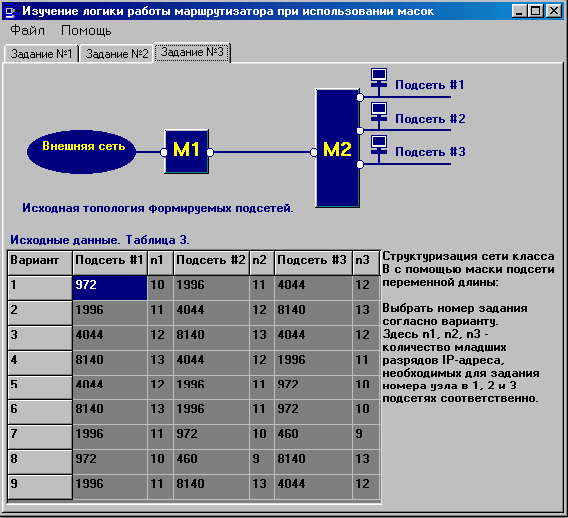 Изучение логики работы маршрутизатора при использовании масок
Файл Помощь
Задание №1 Задание №2 Задание №3
Подсеть #1
Подсеть #2
Подсеть #3
Внешняя сеть
М1
М2
Исходная топология формируемых подсетей.
Исходные данные. Таблица 3.
Вариант Подсеть #1 n1 Подсеть #2 n2 Подсеть #3 n3
1 972 10 1996 11 4044 12
2 1996 11 4044 12 8140 13
3 4044 12 8140 13 4044 12
4 8140 13 4044 12 1996 11
5 4044 12 1996 11 972 10
6 8140 13 1996 11 972 10
7 1996 11 972 10 460 9
8 972 10 460 9 8140 13
9 1996 11 8140 13 4044 12
Структуризация сети класса
В с помощью маски подсети
переменной длины:
Выбрать номер задания
согласно варианту.
Здесь n1, n2, n3 -
количество младших
разрядов IP-адреса,
необходимых для задания
номера узла в 1, 2 и 3
подсетях соответственно.